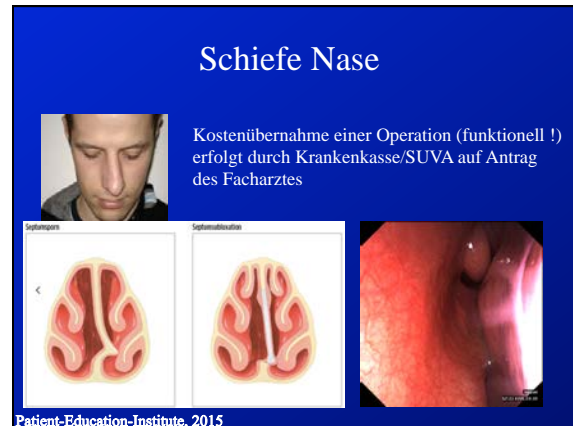 Schiefe Nase
Kostenübernahme einer Operation (funktionell !)
erfolgt durch Krankenkasse/SUVA auf Antrag
des Facharztes
Septumsporn
Septumsubluxation
Patient-Education-Institute, 2015